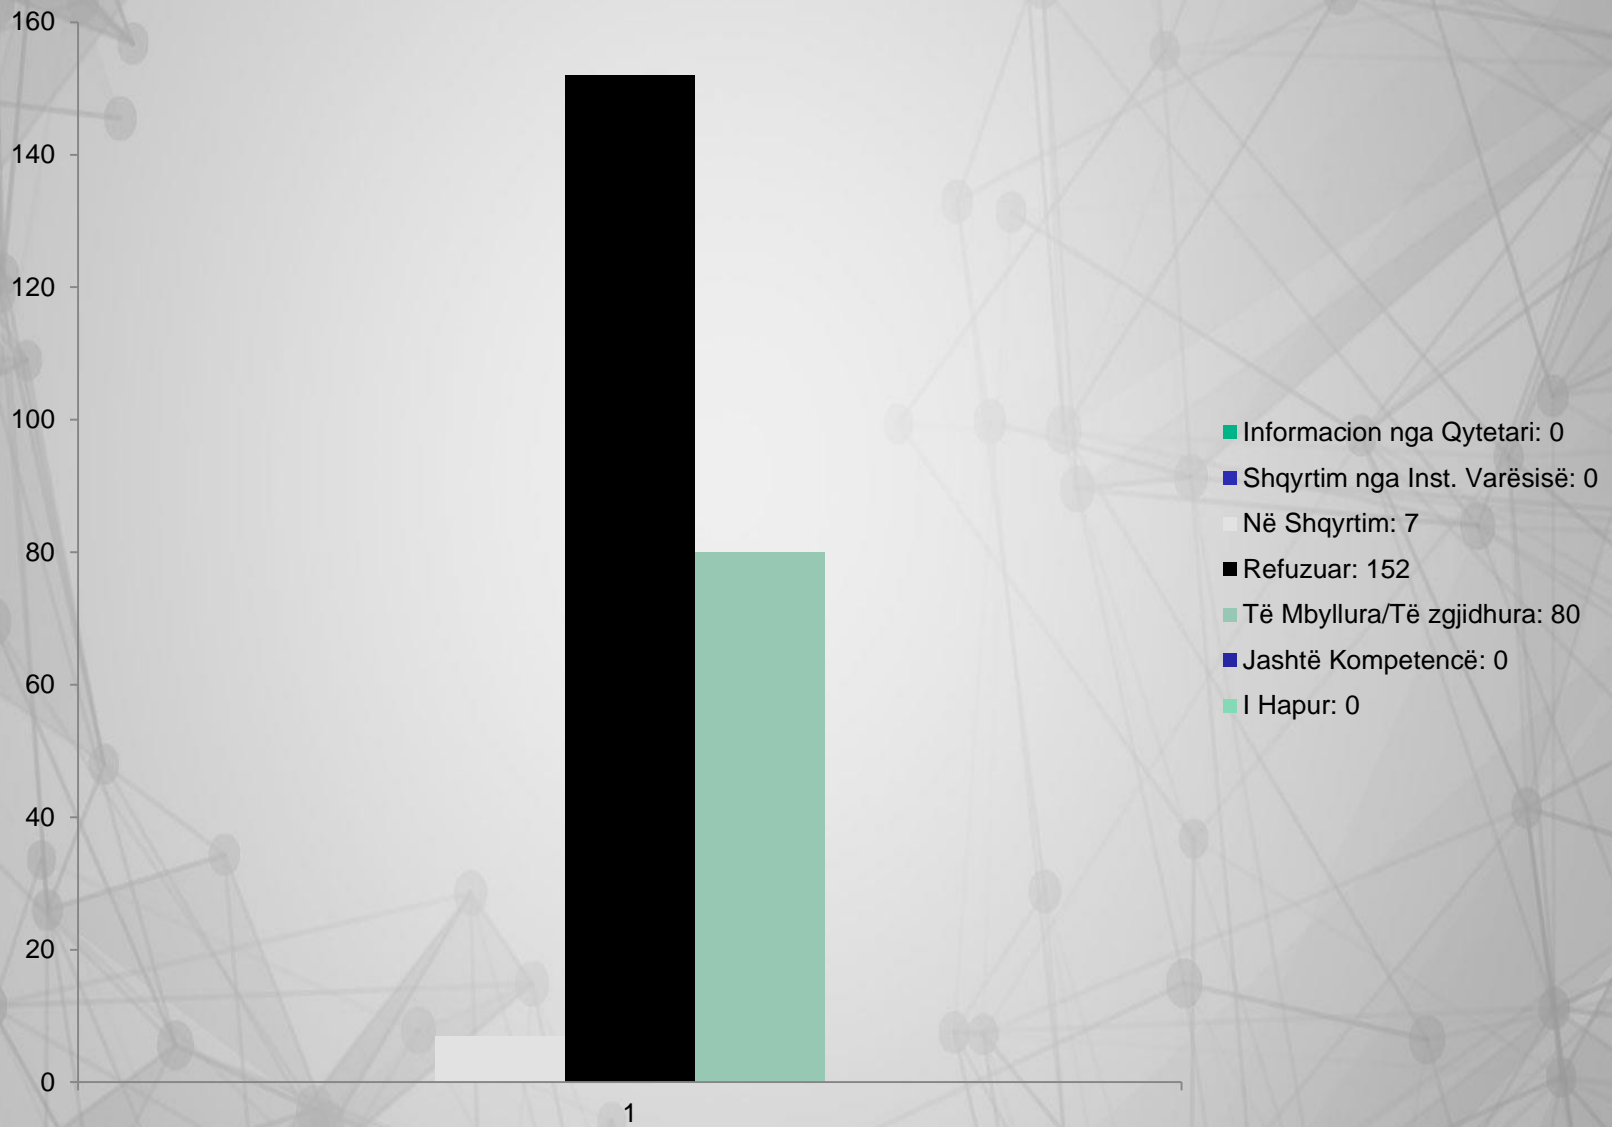 160
140
120
100
80
60
40
20
0
1
Informacion nga Qytetari: 0
Shqyrtim nga Inst. Varësisë: 0
Në Shqyrtim: 7
Refuzuar: 152
Të Mbyllura/Të zgjidhura: 80
Jashtë Kompetencë: 0
I Hapur: 0